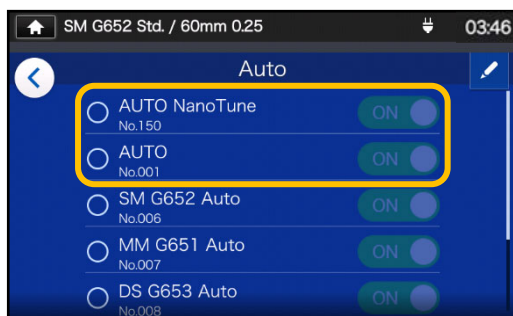 SM G652 Std. / 60mm 0.25 03:46
Auto
AUTO NanoTune ON
No.150
AUTO ON
No.001
SM G652 Auto ON
No.006
MM G651 Auto ON
No.007
DS G653 Auto ON
No.008